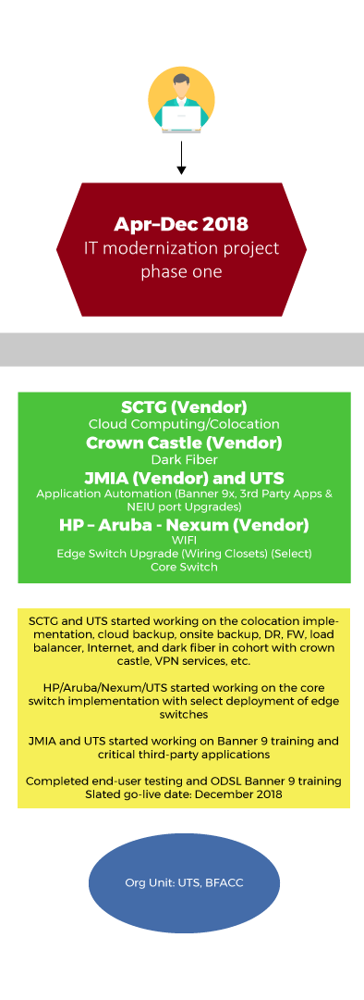 Apr–Dec 2018
IT modernization project
phase one
SCTG (Vendor)
Cloud Computing/Colocation
Crown Castle (Vendor)
Dark Fiber
JMIA (Vendor) and UTS
Application Automation (Banner 9x, 3rd Party Apps &
NEIU port Upgrades)
HP – Aruba - Nexum (Vendor)
WIFI
Edge Switch Upgrade (Wiring Closets) (Select)
Core Switch
SCTG and UTS started working on the colocation imple-
mentation, cloud backup, onsite backup, DR, FW, load
balancer, Internet, and dark fiber in cohort with crown
castle, VPN services, etc.
HP/Aruba/Nexum/UTS started working on the core
switch implementation with select deployment of edge
switches
JMIA and UTS started working on Banner 9 training and
critical third-party applications
Completed end-user testing and ODSL Banner 9 training
Slated go-live date: December 2018
Org Unit: UTS, BFACC